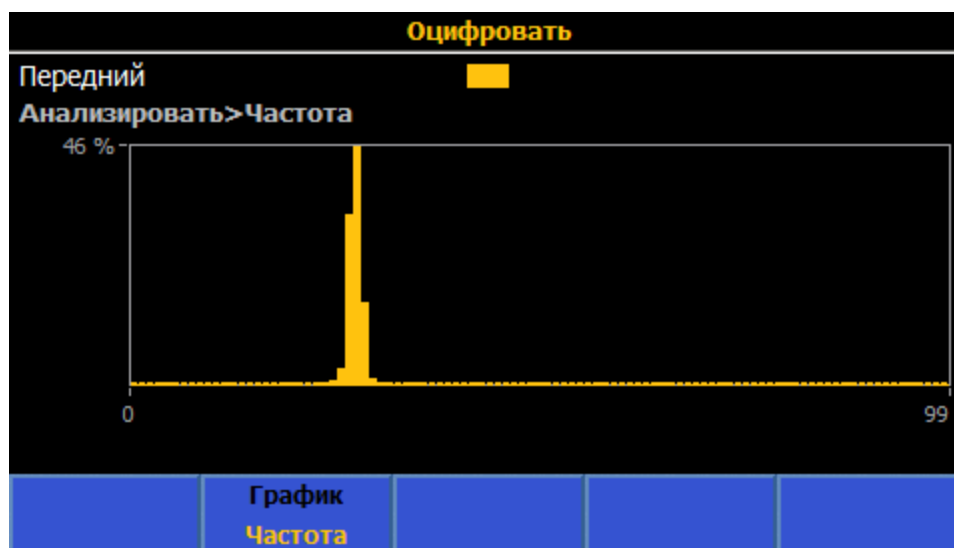 Оцифровать
Передний
Анализировать>Частота
46 %
0
99
График
Частота